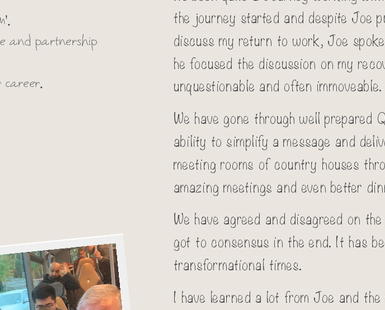 n'.
e and partnership
career.
the journey started and despite Joe p
discuss my return to work, Joe spoke
he focused the discussion on my reco
unquestionable and often immoveable.
We have gone through well prepared Q
ability to simplify a message and deliv
meeting rooms of country houses thro
amazing meetings and even better din
We have agreed and disagreed on the
got to consensus in the end. It has be
transformational times.
I have learned a lot from Joe and the